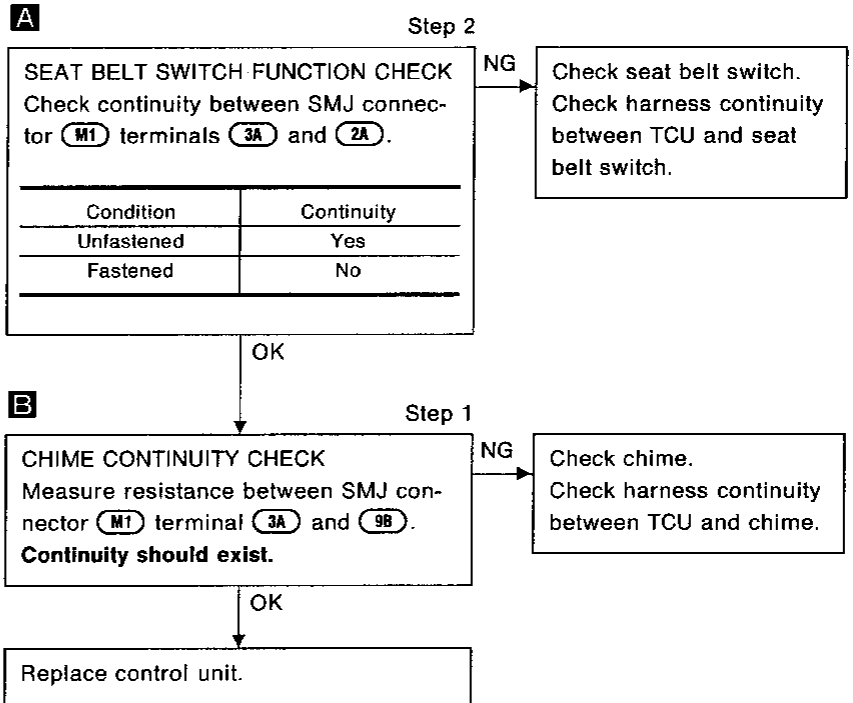 A
Step 2
SEAT BELT SWITCH FUNCTION CHECK
Check continuity between SMJ connec-
tor M1 terminals 3A and 2A.
Condition Continuity
Unfastened Yes
Fastened No
NG
Check seat belt switch.
Check harness continuity
between TCU and seat
belt switch.
OK
B
Step 1
CHIME CONTINUITY CHECK
Measure resistance between SMJ con-
nector M1 terminal 3A and 9B.
Continuity should exist.
NG
Check chime.
Check harness continuity
between TCU and chime.
OK
Replace control unit.